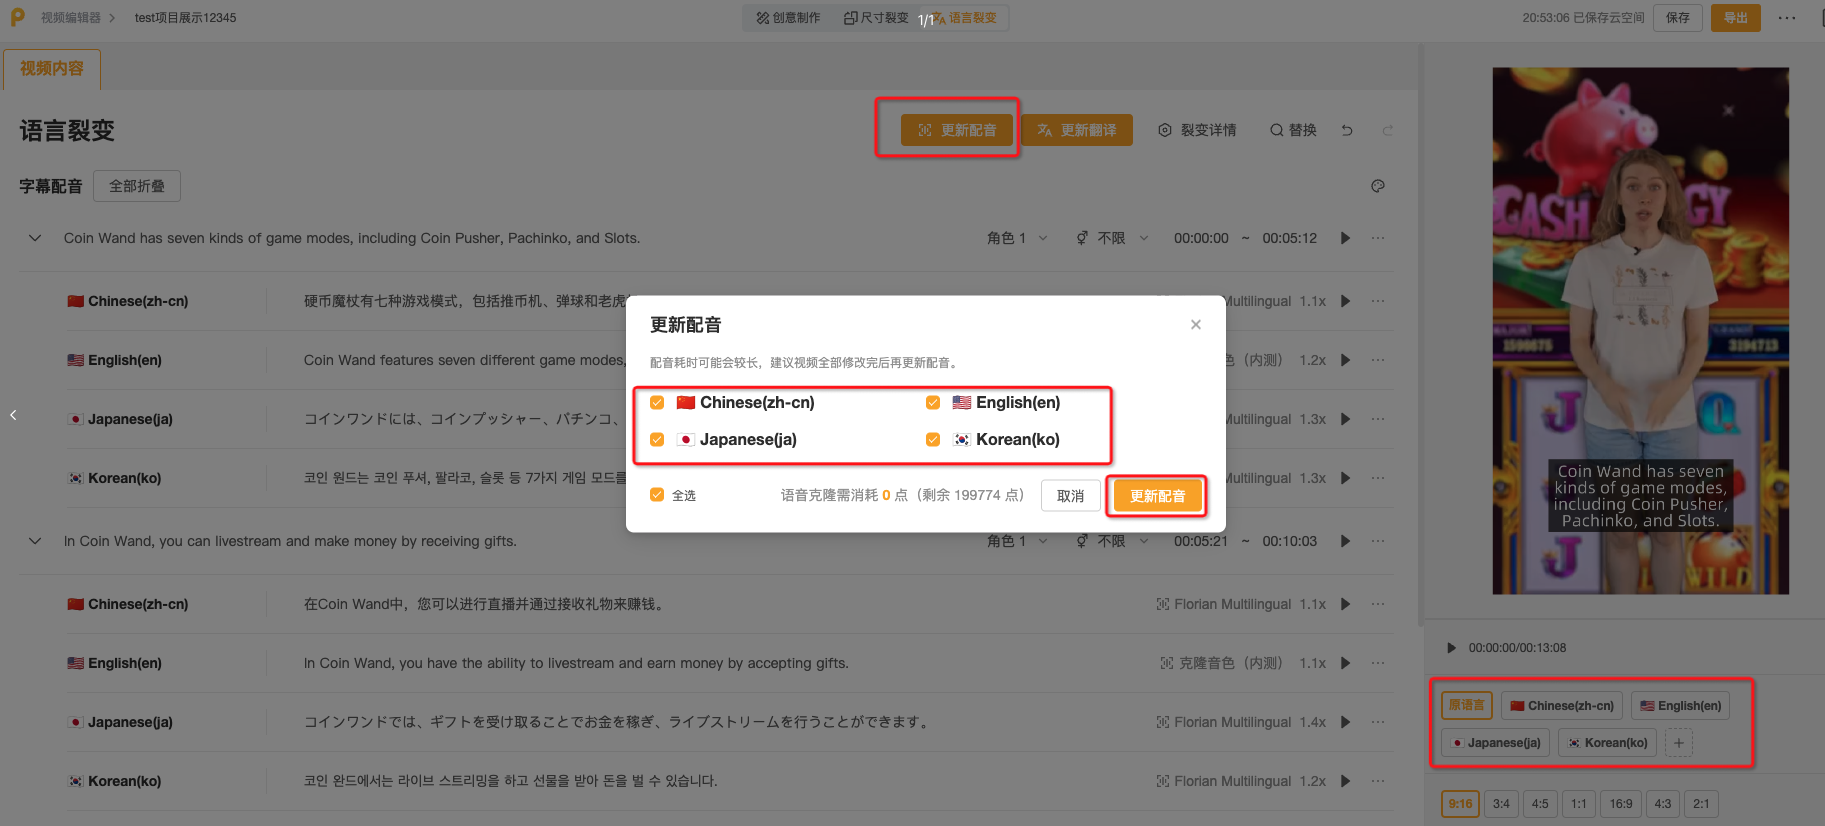 视频编辑器 > test项目展示12345
创意制作 尺寸裂变 1/1 语言裂变
20:53:06 已保存云空间 保存 导出 ···
视频内容
语言裂变
更新配音 更新翻译 裂变详情 替换
字幕配音 全部折叠
Coin Wand has seven kinds of game modes, including Coin Pusher, Pachinko, and Slots. 角色 1 不限 00:00:00 ~ 00:05:12 ···
Chinese(zh-cn) 硬币魔杖有七种游戏模式，包括推币机、弹球和老虎 Multilingual 1.1x ···
English(en) Coin Wand features seven different game modes, （内测） 1.2x ···
Japanese(ja) コインワンドには、コインプッシャー、パチンコ、 Multilingual 1.3x ···
Korean(ko) 코인 원드는 코인 푸셔, 팔라코, 슬롯 등 7가지 게임 모드를 Multilingual 1.3x ···
更新配音
配音耗时可能会较长，建议视频全部修改完后再更新配音。
Chinese(zh-cn) English(en)
Japanese(ja) Korean(ko)
全选 语音克隆需消耗 0 点（剩余 199774 点） 取消 更新配音
In Coin Wand, you can livestream and make money by receiving gifts. 角色 1 不限 00:05:21 ~ 00:10:03 ···
Chinese(zh-cn) 在Coin Wand中，您可以进行直播并通过接收礼物来赚钱。 Florian Multilingual 1.1x ···
English(en) In Coin Wand, you have the ability to livestream and earn money by accepting gifts. 克隆音色（内测） 1.1x ···
Japanese(ja) コインワンドでは、ギフトを受け取ることでお金を稼ぎ、ライブストリームを行うことができます。 Florian Multilingual 1.4x ···
Korean(ko) 코인 완드에서는 라이브 스트리밍을 하고 선물을 받아 돈을 벌 수 있습니다. Florian Multilingual 1.2x ···
CASH
MAJOR
1599675 3194713
J Q
Coin Wand has seven
kinds of game modes,
including Coin Pusher,
Pachinko, and Slots.
J WILD
00:00:00/00:13:08
原语言 Chinese(zh-cn) English(en)
Japanese(ja) Korean(ko) +
9:16 3:4 4:5 1:1 16:9 4:3 2:1